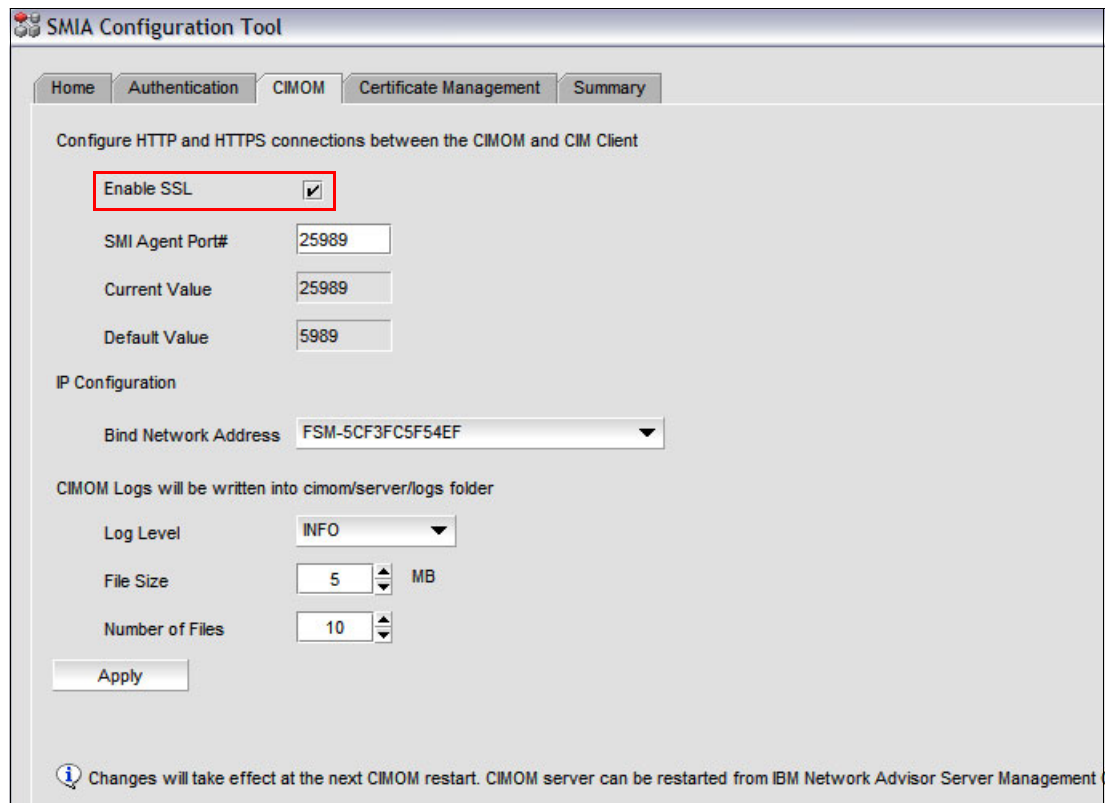 SMIA Configuration Tool
Home Authentication CIMOM Certificate Management Summary
Configure HTTP and HTTPS connections between the CIMOM and CIM Client
Enable SSL
SMI Agent Port# 25989
Current Value 25989
Default Value 5989
IP Configuration
Bind Network Address FSM-5CF3FC5F54EF
CIMOM Logs will be written into cimom/server/logs folder
Log Level INFO
File Size 5 MB
Number of Files 10
Apply
Changes will take effect at the next CIMOM restart. CIMOM server can be restarted from IBM Network Advisor Server Management